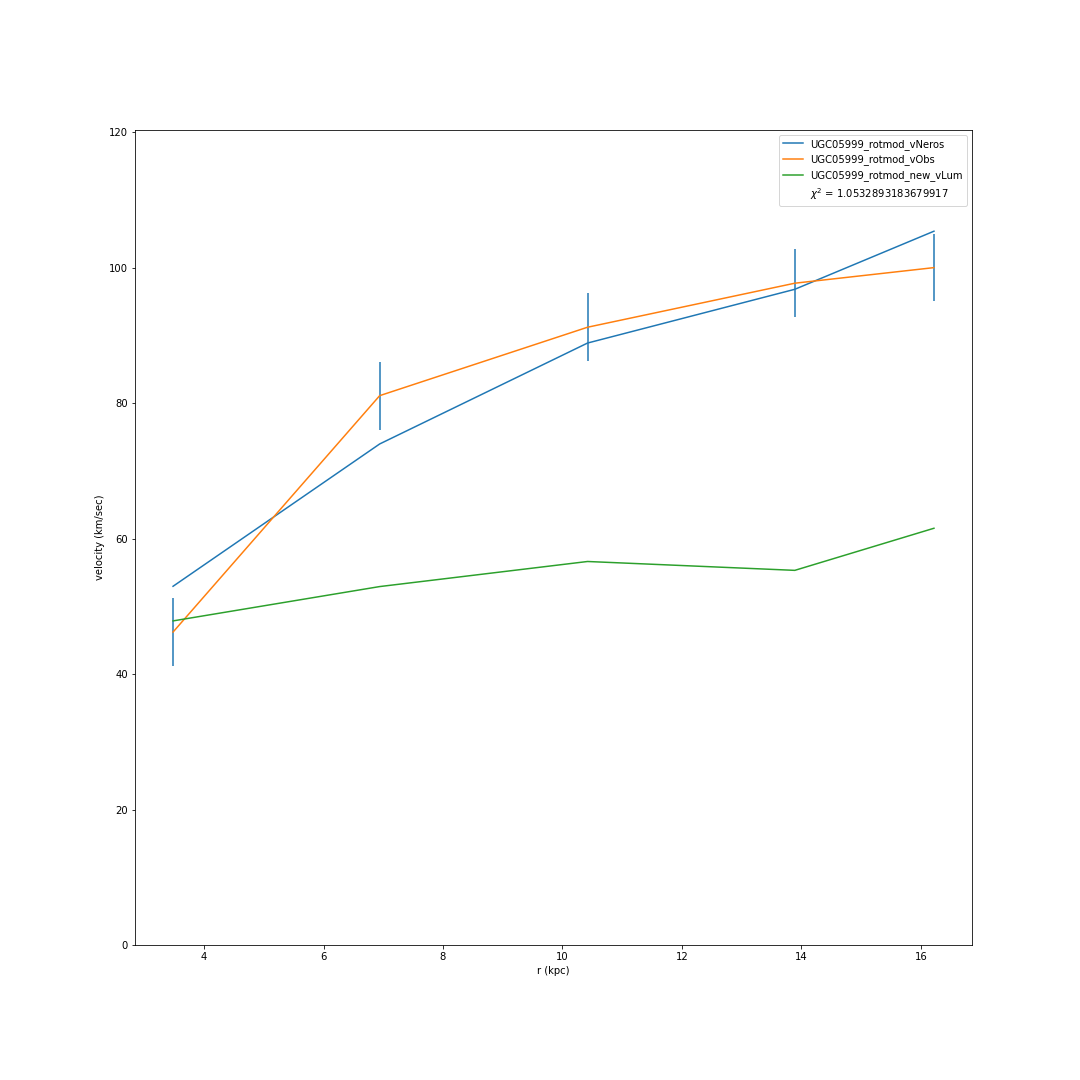 UGC05999_rotmod_vNeros
UGC05999_rotmod_vObs
UGC05999_rotmod_new_vLum
χ² = 1.0532893183679917
120
100
80
60
40
20
0
velocity (km/sec)
4 6 8 10 12 14 16
r (kpc)